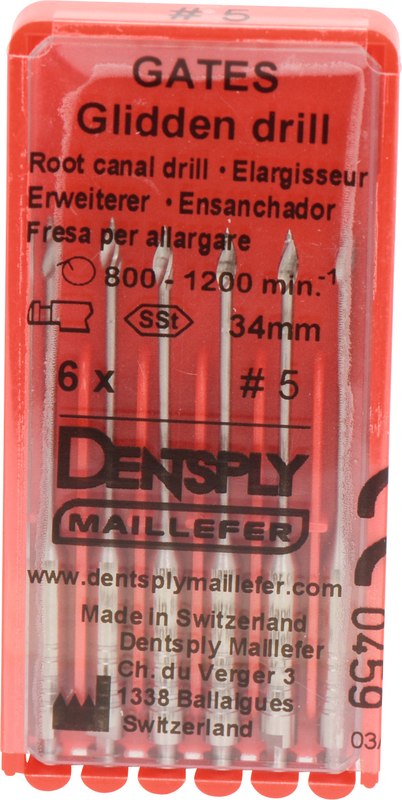 # 5
GATES
Glidden drill
Root canal drill · Elargisseur
Erweiterer · Ensanchador
Fresa per allargare
800 - 1200 min.⁻¹
SSt 34mm
6 x # 5
DENTSPLY
MAILLEFER
www.dentsplymaillefer.com
Made in Switzerland
Dentsply Maillefer
Ch. du Verger 3
1338 Ballaigues
Switzerland
0459
03/